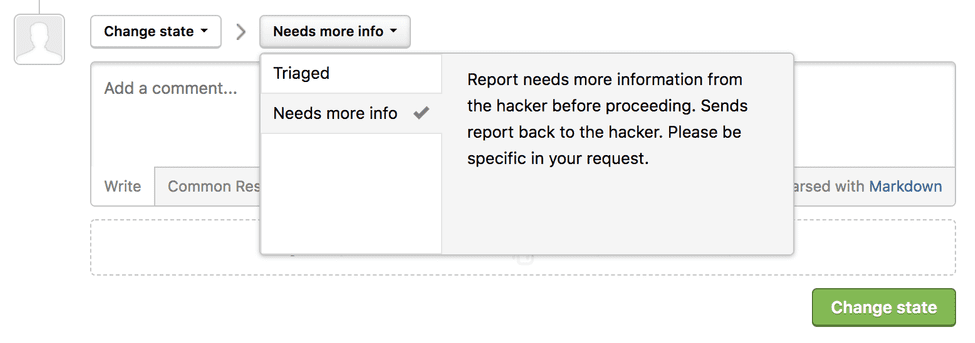 Change state
Needs more info
Triaged
Needs more info
Report needs more information from
the hacker before proceeding. Sends
report back to the hacker. Please be
specific in your request.
Add a comment...
Write
Common Res
arsed with Markdown
Change state